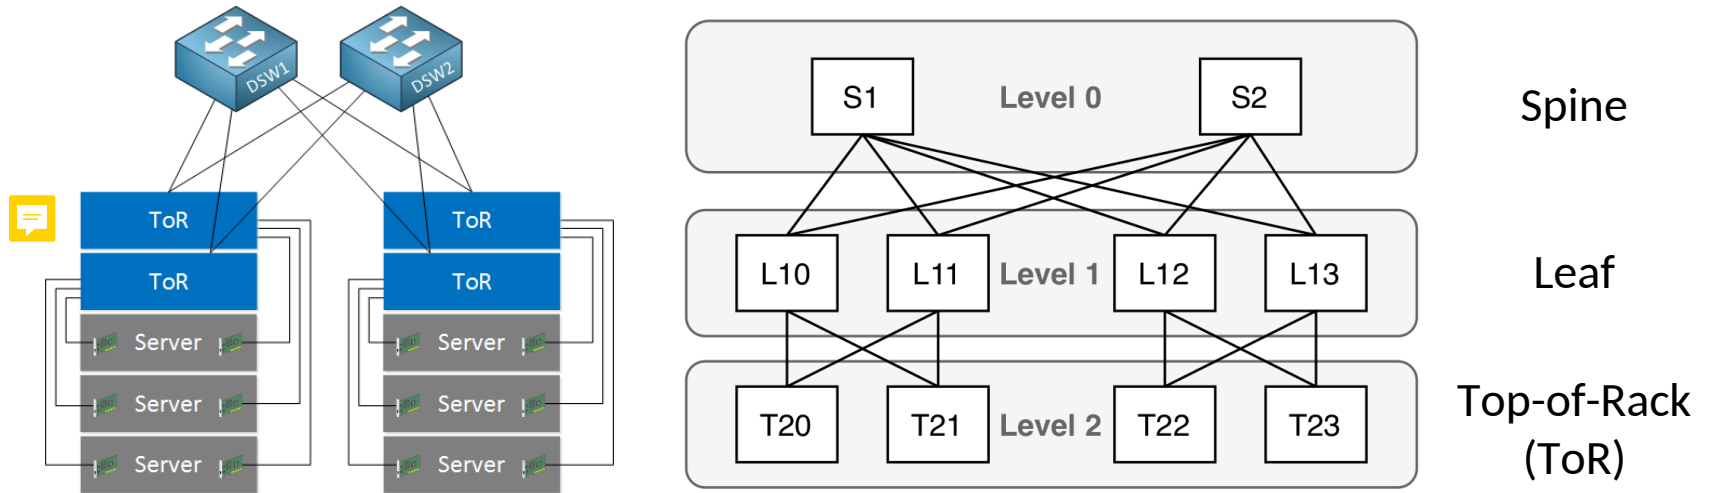 DSW1
DSW2
ToR
ToR
Server
Server
Server
ToR
ToR
Server
Server
Server
S1
Level 0
S2
Spine
L10
L11
Level 1
L12
L13
Leaf
T20
T21
Level 2
T22
T23
Top-of-Rack
(ToR)